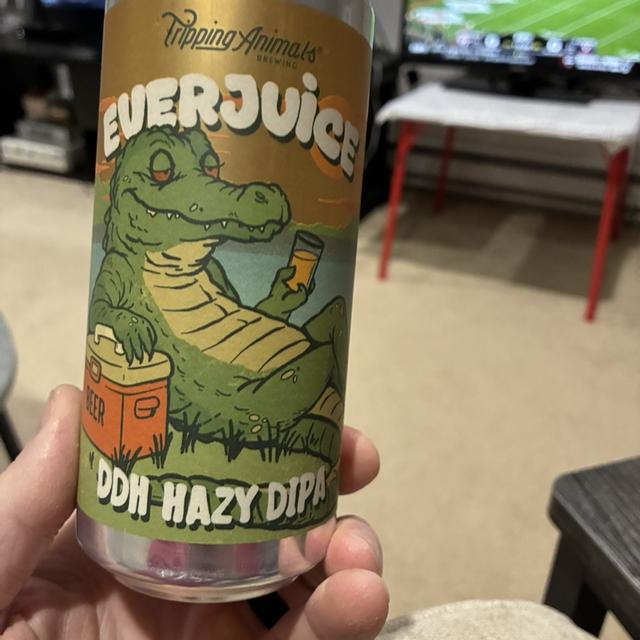 Tripping Animals
BREWING
EVERJUICE
BEER
DDH HAZY DIPA